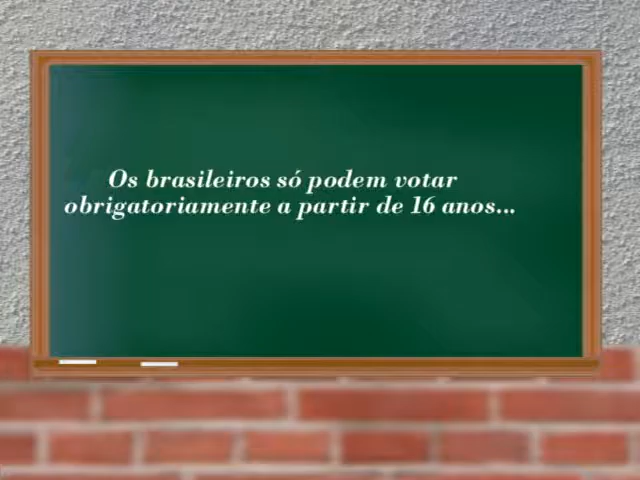 Os brasileiros só podem votar
obrigatoriamente a partir de 16 anos...